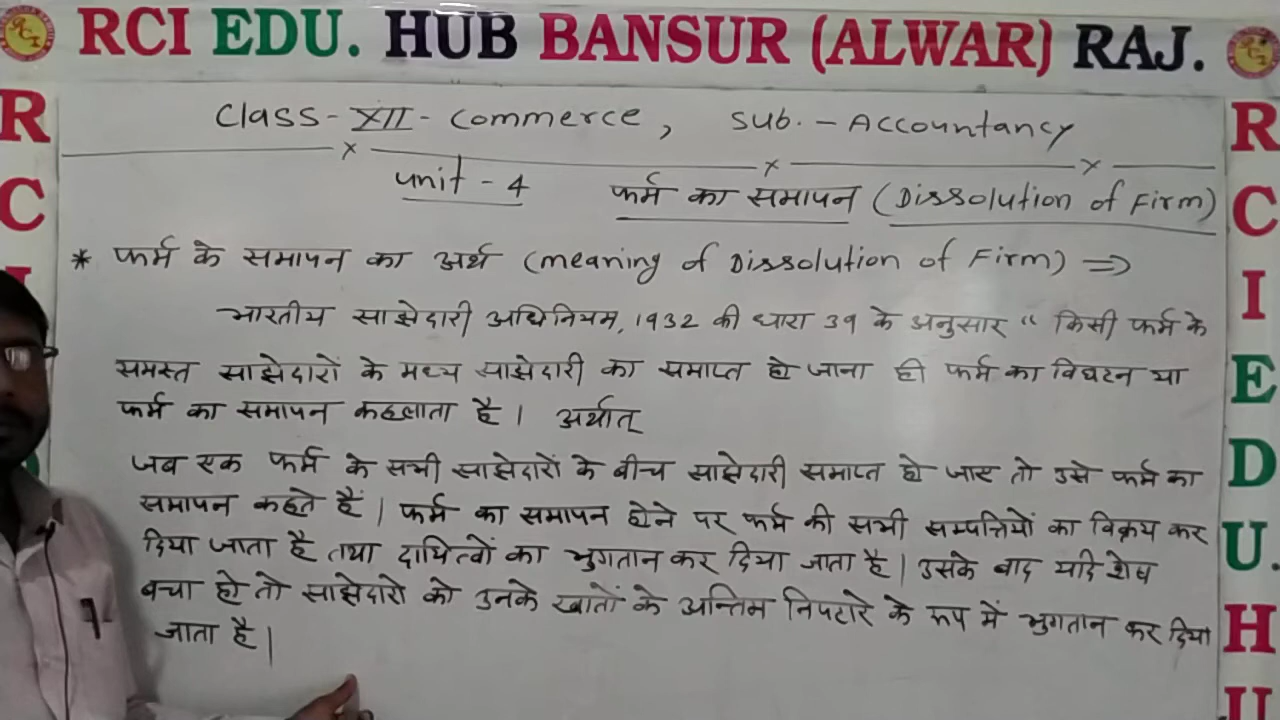 RCI EDU. HUB BANSUR (ALWAR) RAJ.
Class-XII - Commerce, Sub. - Accountancy
unit - 4 फर्म का समापन (Dissolution of Firm)
* फर्म के समापन का अर्थ (meaning of Dissolution of Firm) ⇒
भारतीय साझेदारी अधिनियम, 1932 की धारा 39 के अनुसार " किसी फर्म के
समस्त साझेदारों के मध्य साझेदारी का समाप्त हो जाना ही फर्म का विघटन या
फर्म का समापन कहलाता है। अर्थात्
जब एक फर्म के सभी साझेदारों के बीच साझेदारी समाप्त हो जाए तो उसे फर्म का
समापन कहते हैं। फर्म का समापन होने पर फर्म की सभी सम्पत्तियों का विक्रय कर
दिया जाता है तथा दायित्वों का भुगतान कर दिया जाता है। उसके बाद यदि शेष
बचा हो तो साझेदारो को उनके खातों के अन्तिम निपटारे के रूप में भुगतान कर दिया
जाता है।
R
C
I
R
C
I
E
D
U.
H
U